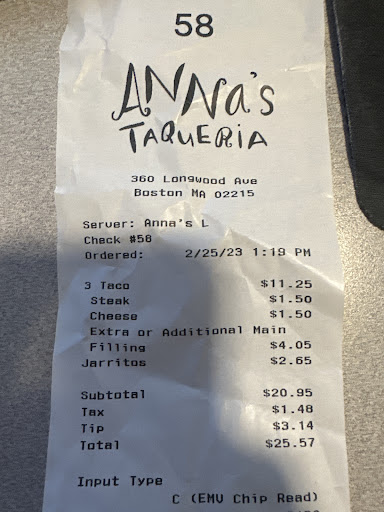 58
ANNa's
TAQUERIA
360 Longwood Ave
Boston MA 02215
Server: Anna's L
Check #58
Ordered: 2/25/23 1:19 PM
3 Taco $11.25
Steak $1.50
Cheese $1.50
Extra or Additional Main
Filling $4.05
Jarritos $2.65
Subtotal $20.95
Tax $1.48
Tip $3.14
Total $25.57
Input Type
C (EMV Chip Read)